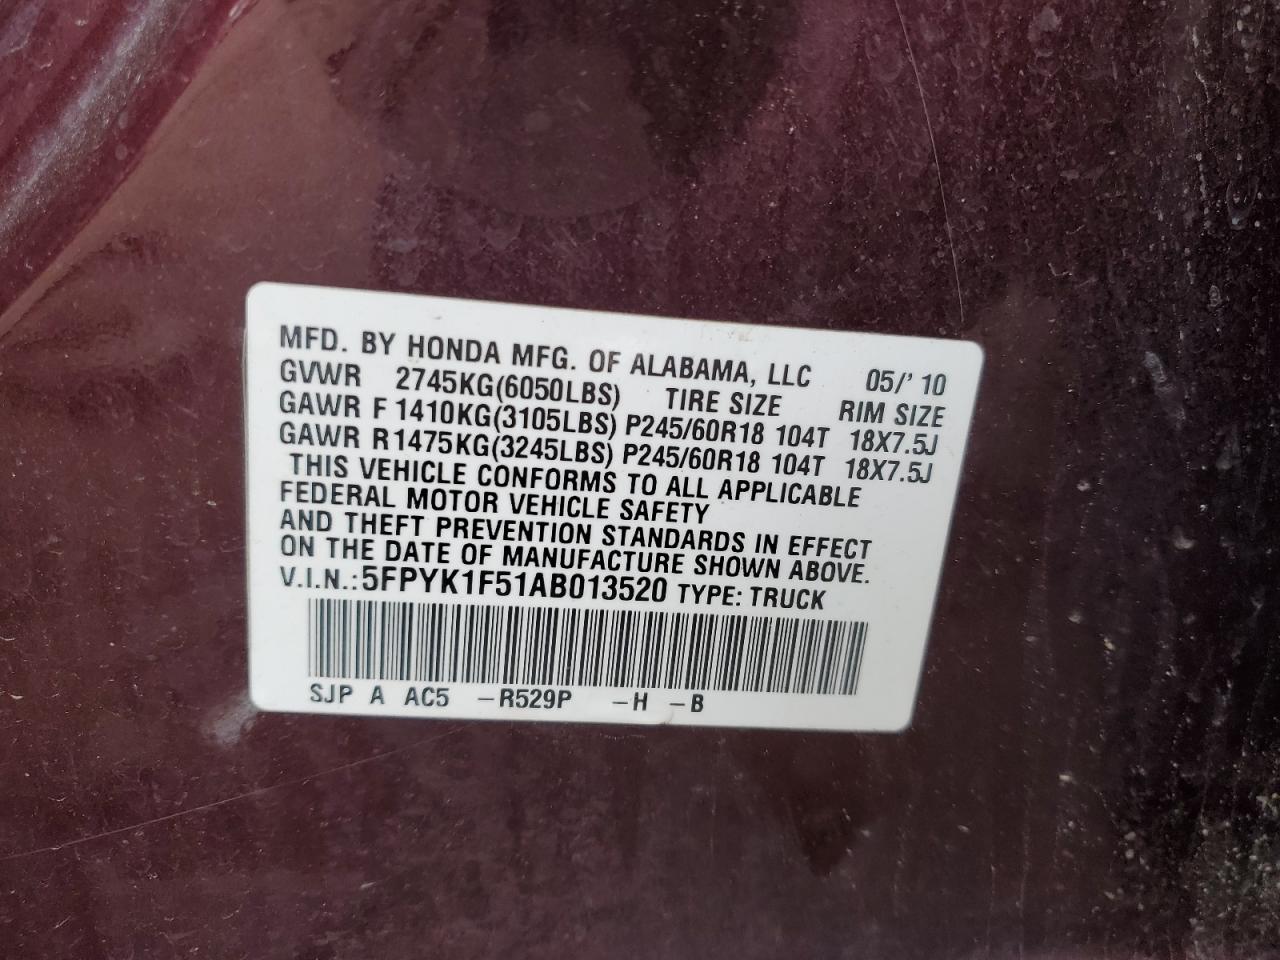 MFD. BY HONDA MFG. OF ALABAMA, LLC 05/'10
GVWR 2745KG(6050LBS) TIRE SIZE RIM SIZE
GAWR F 1410KG(3105LBS) P245/60R18 104T 18X7.5J
GAWR R 1475KG(3245LBS) P245/60R18 104T 18X7.5J
THIS VEHICLE CONFORMS TO ALL APPLICABLE
FEDERAL MOTOR VEHICLE SAFETY
AND THEFT PREVENTION STANDARDS IN EFFECT
ON THE DATE OF MANUFACTURE SHOWN ABOVE.
V.I.N.:5FPYK1F51AB013520 TYPE: TRUCK
SJP A AC5 -R529P -H -B